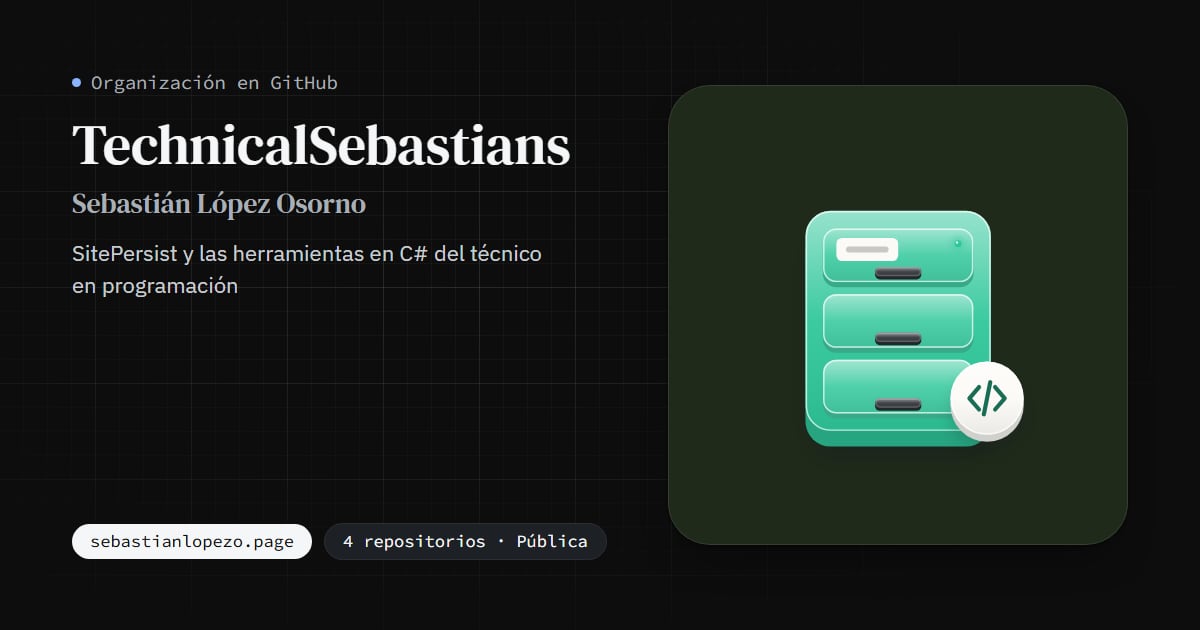 Organización en GitHub
TechnicalSebastians
Sebastián López Osorno
SitePersist y las herramientas en C# del técnico
en programación
sebastianlopezo.page
4 repositorios · Pública
</>